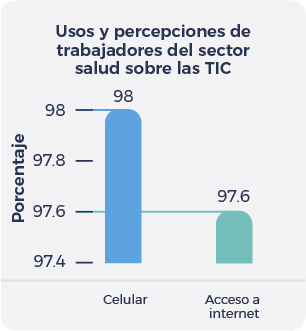 Usos y percepciones de
trabajadores del sector
salud sobre las TIC
Porcentaje
98
97.8
97.6
97.4
98
97.6
Celular
Acceso a
internet